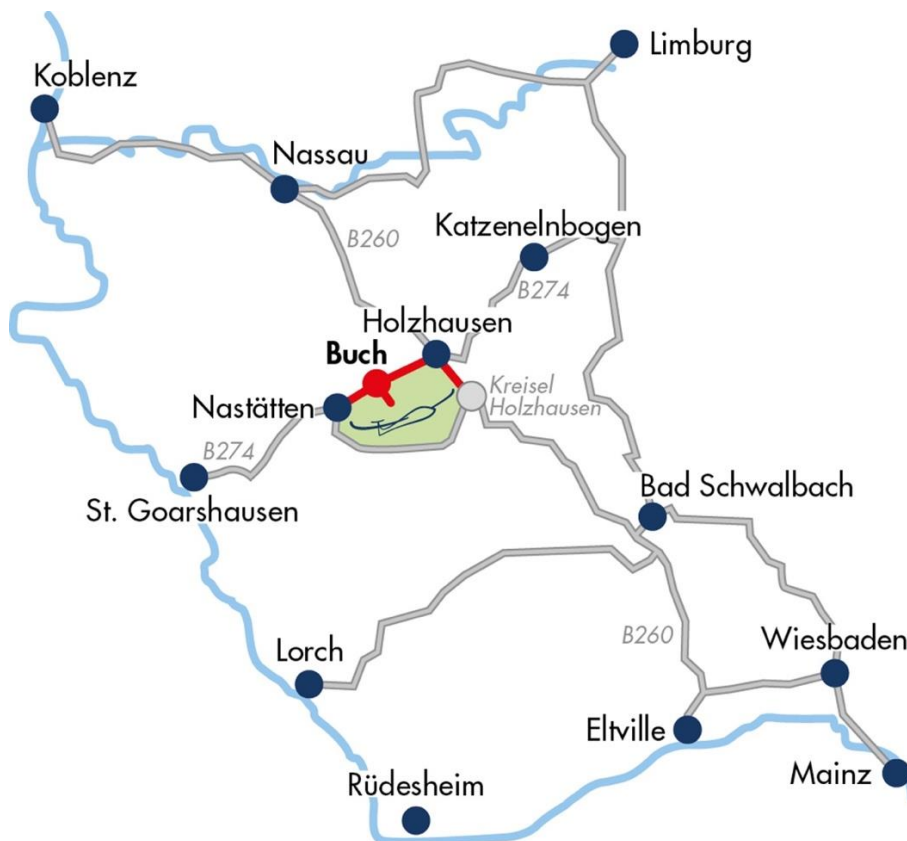 Limburg
Koblenz
Nassau
Katzenelnbogen
B260
B274
Holzhausen
Buch
Kreisel
Holzhausen
Nastätten
B274
Bad Schwalbach
St. Goarshausen
B260
Wiesbaden
Lorch
Eltville
Mainz
Rüdesheim